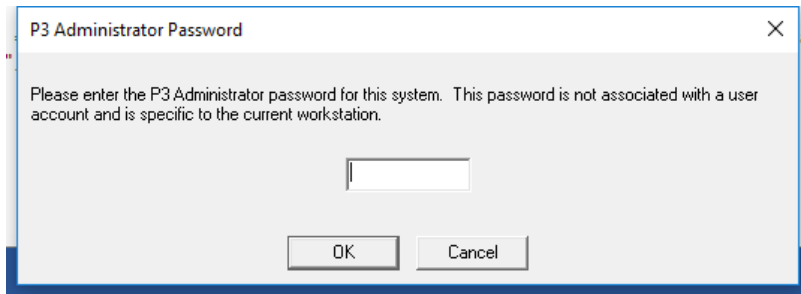 P3 Administrator Password
Please enter the P3 Administrator password for this system.  This password is not associated with a user
account and is specific to the current workstation.
OK
Cancel